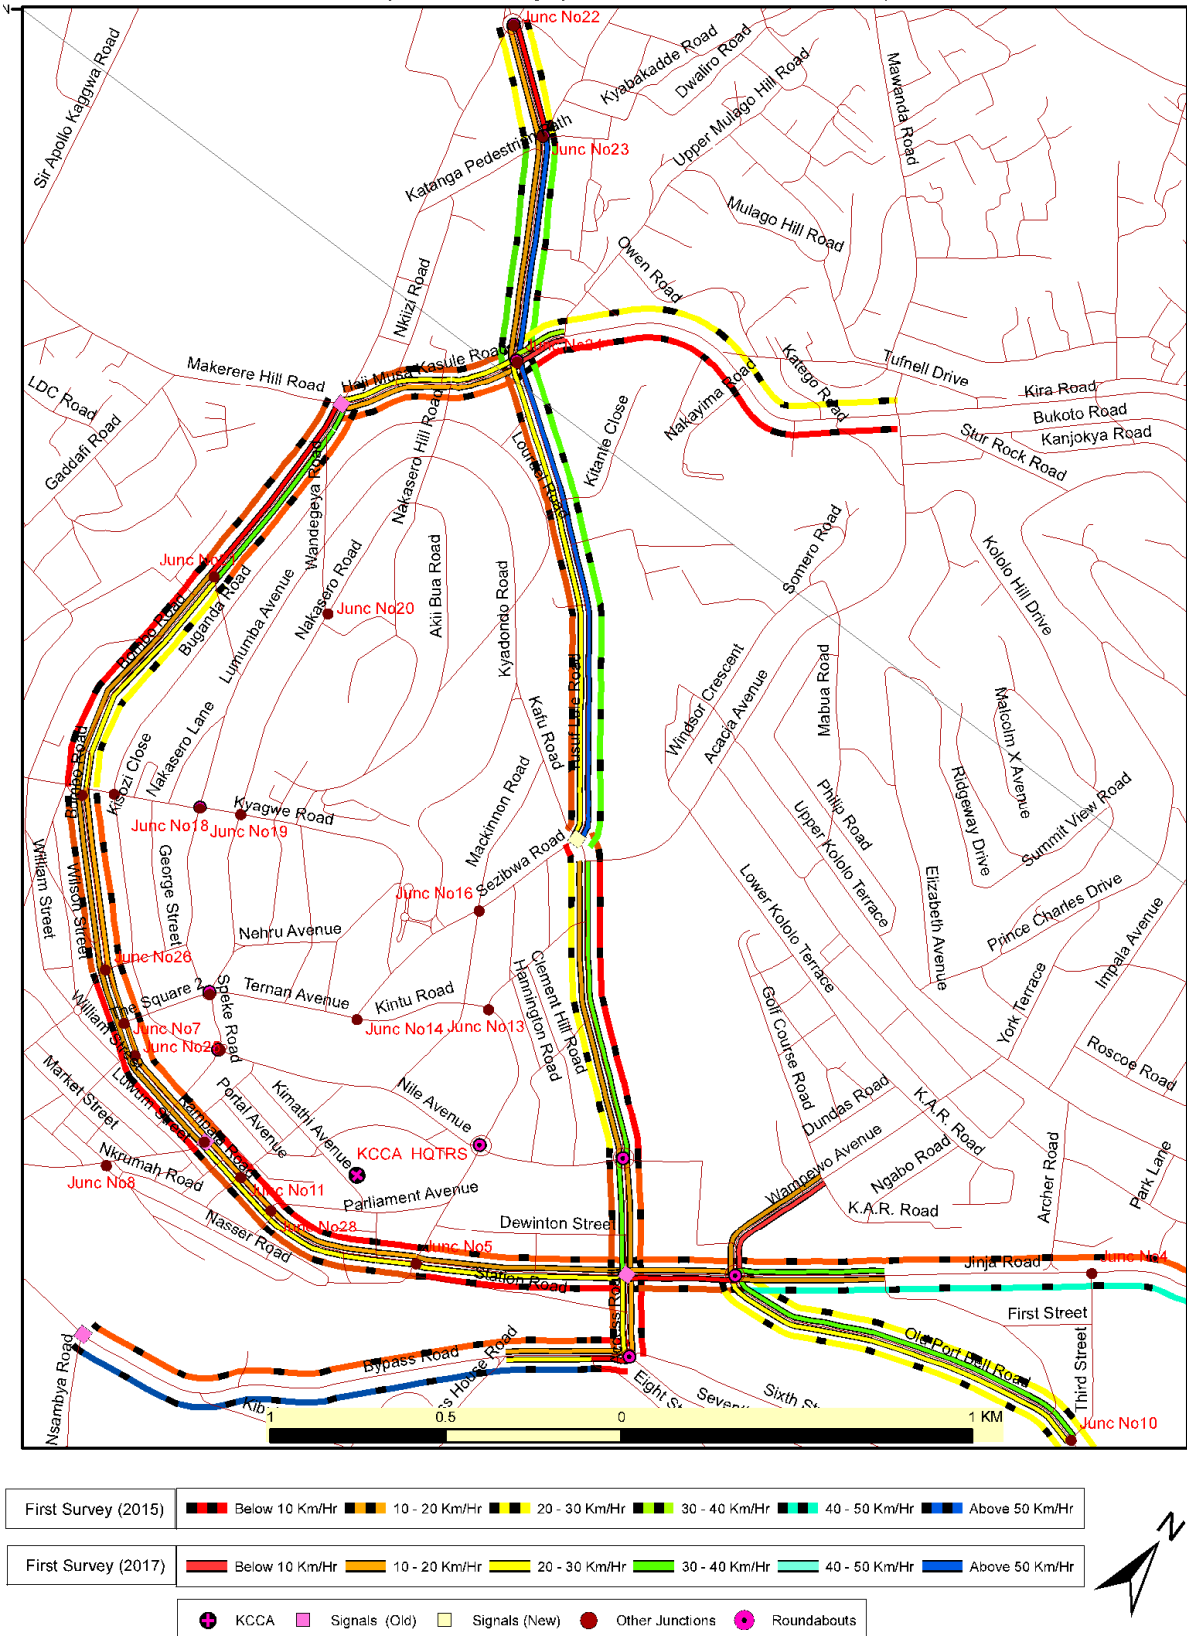 N
Junc No22
Kyabakadde Road
Dwaliro Road
Mawanda Road
Sir Apollo Kaggwa Road
Upper Mulago Hill Road
Katanga Pedestrian Path
Junc No23
Mulago Hill Road
Owen Road
Nkiizi Road
Makerere Hill Road
Haji Musa Kasule Road
Katego Road
Tufnell Drive
LDC Road
Kira Road
Nakayima Road
Bukoto Road
Gaddafi Road
Kanjokya Road
Stur Rock Road
Kitante Close
Wandegeya Road
Nakasero Hill Road
Somero Road
Kololo Hill Drive
Buganda Road
Lumumba Avenue
Nakasero Road
Junc No20
Akii Bua Road
Kyadondo Road
Bombo Road
Yusuf Lule Road
Windsor Crescent
Acacia Avenue
Mabua Road
Malcolm X Avenue
Kafu Road
Nakasero Lane
Kisozi Close
Bombo Road
Mackinnon Road
Ridgeway Drive
Summit View Road
Philip Road
Upper Kololo Terrace
Kyagwe Road
Junc No18
Junc No19
Sezibwa Road
William Street
Wilson Street
George Street
Junc No16
Lower Kololo Terrace
Elizabeth Avenue
Prince Charles Drive
Impala Avenue
Nehru Avenue
Junc No26
Clement Hill Road
Hannington Road
Speke Road
The Square 2
Ternan Avenue
Kintu Road
Golf Course Road
York Terrace
William Street
Junc No7
Junc No14
Junc No13
Roscoe Road
Market Street
Luwum Street
Portal Avenue
Kimathi Avenue
Nile Avenue
Dundas Road
K.A.R. Road
Kampala Road
KCCA HQTRS
Wampewo Avenue
Ngabo Road
Archer Road
Park Lane
Nkrumah Road
Junc No8
Junc No11
Parliament Avenue
K.A.R. Road
Nasser Road
Junc No28
Dewinton Street
Junc No5
Station Road
Jinja Road
Junc No4
First Street
Nsambya Road
Bypass Road
Old Port Bell Road
Third Street
Junc No10
1 0.5 0 1 KM
First Survey (2015) Below 10 Km/Hr 10 - 20 Km/Hr 20 - 30 Km/Hr 30 - 40 Km/Hr 40 - 50 Km/Hr Above 50 Km/Hr
First Survey (2017) Below 10 Km/Hr 10 - 20 Km/Hr 20 - 30 Km/Hr 30 - 40 Km/Hr 40 - 50 Km/Hr Above 50 Km/Hr
N
KCCA Signals (Old) Signals (New) Other Junctions Roundabouts